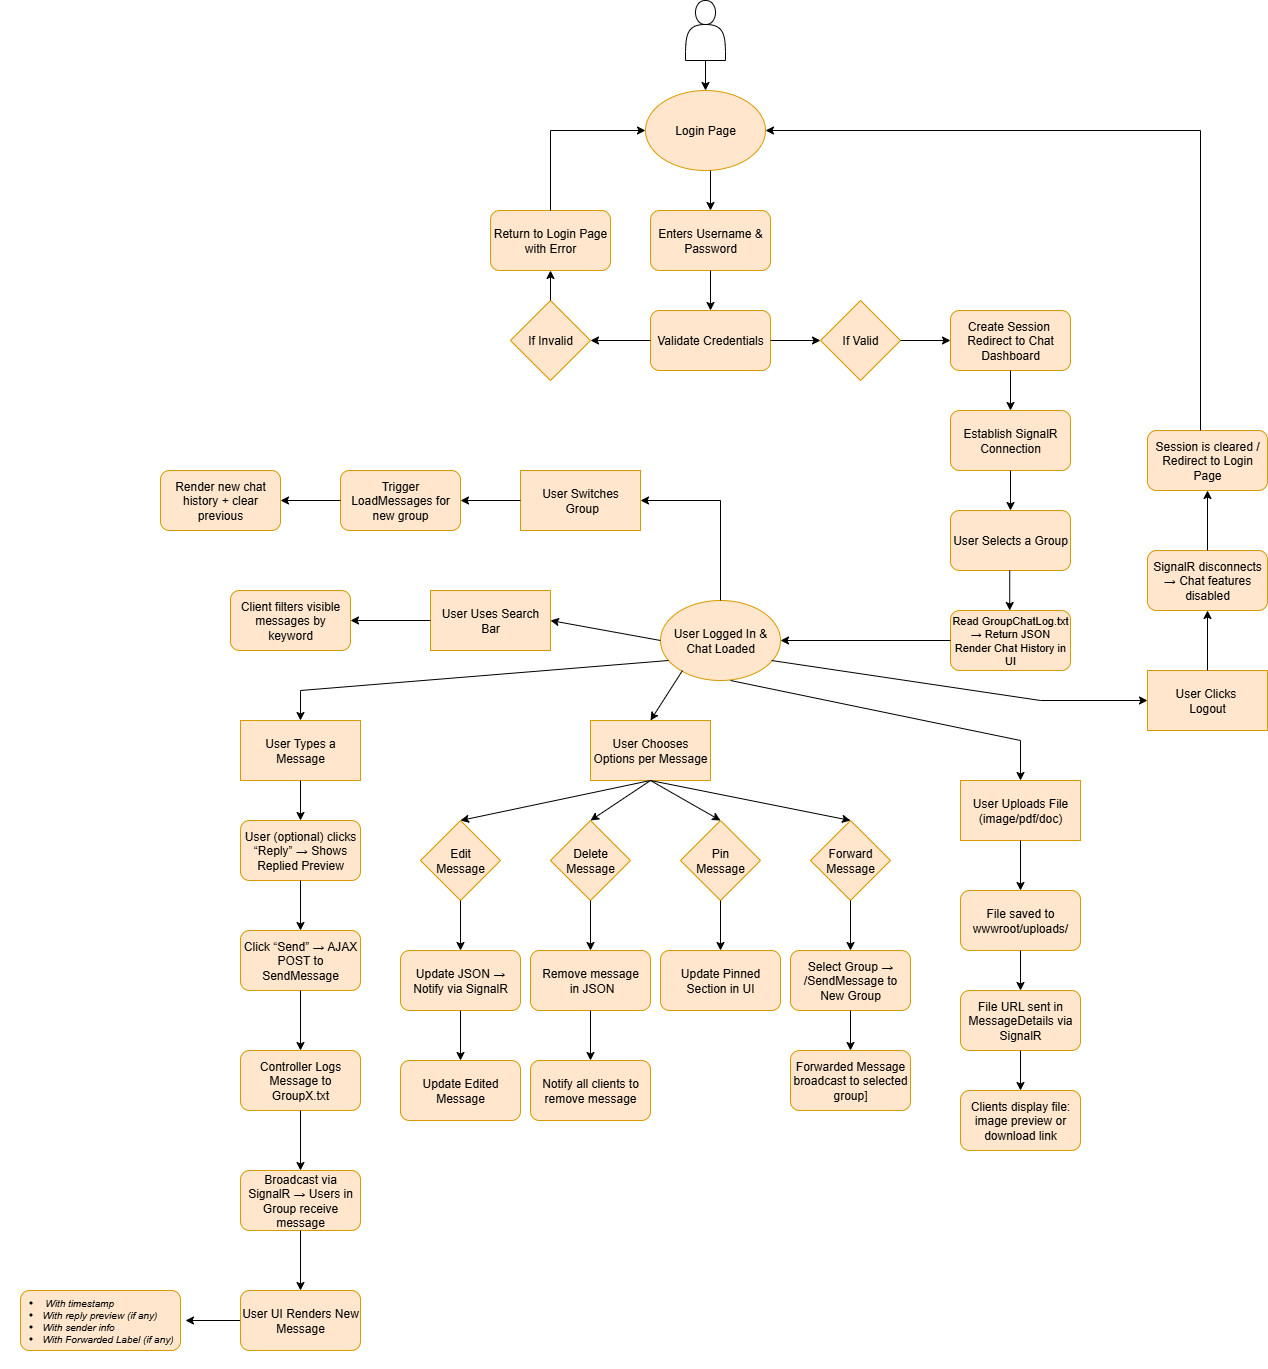 Login Page
Return to Login Page
with Error
Enters Username &
Password
If Invalid
Validate Credentials
If Valid
Create Session
Redirect to Chat
Dashboard
Establish SignalR
Connection
Session is cleared /
Redirect to Login
Page
Render new chat
history + clear
previous
Trigger
LoadMessages for
new group
User Switches
Group
User Selects a Group
SignalR disconnects
→ Chat features
disabled
Client filters visible
messages by
keyword
User Uses Search
Bar
User Logged In &
Chat Loaded
Read GroupChatLog.txt
→ Return JSON
Render Chat History in
UI
User Clicks
Logout
User Types a
Message
User Chooses
Options per Message
User Uploads File
(image/pdf/doc)
User (optional) clicks
“Reply” → Shows
Replied Preview
Edit
Message
Delete
Message
Pin
Message
Forward
Message
File saved to
wwwroot/uploads/
Click “Send” → AJAX
POST to
SendMessage
Update JSON →
Notify via SignalR
Remove message
in JSON
Update Pinned
Section in UI
Select Group →
/SendMessage to
New Group
File URL sent in
MessageDetails via
SignalR
Controller Logs
Message to
GroupX.txt
Update Edited
Message
Notify all clients to
remove message
Forwarded Message
broadcast to selected
group]
Clients display file:
image preview or
download link
Broadcast via
SignalR → Users in
Group receive
message
• With timestamp
• With reply preview (if any)
• With sender info
• With Forwarded Label (if any)
User UI Renders New
Message